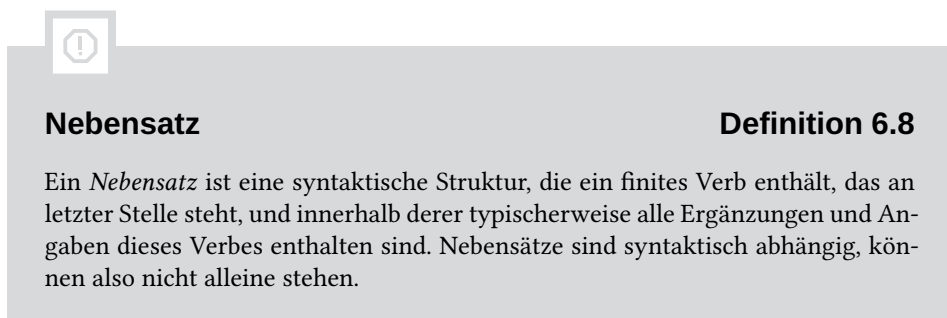 Nebensatz Definition 6.8
Ein Nebensatz ist eine syntaktische Struktur, die ein finites Verb enthält, das an
letzter Stelle steht, und innerhalb derer typischerweise alle Ergänzungen und An-
gaben dieses Verbes enthalten sind. Nebensätze sind syntaktisch abhängig, kön-
nen also nicht alleine stehen.